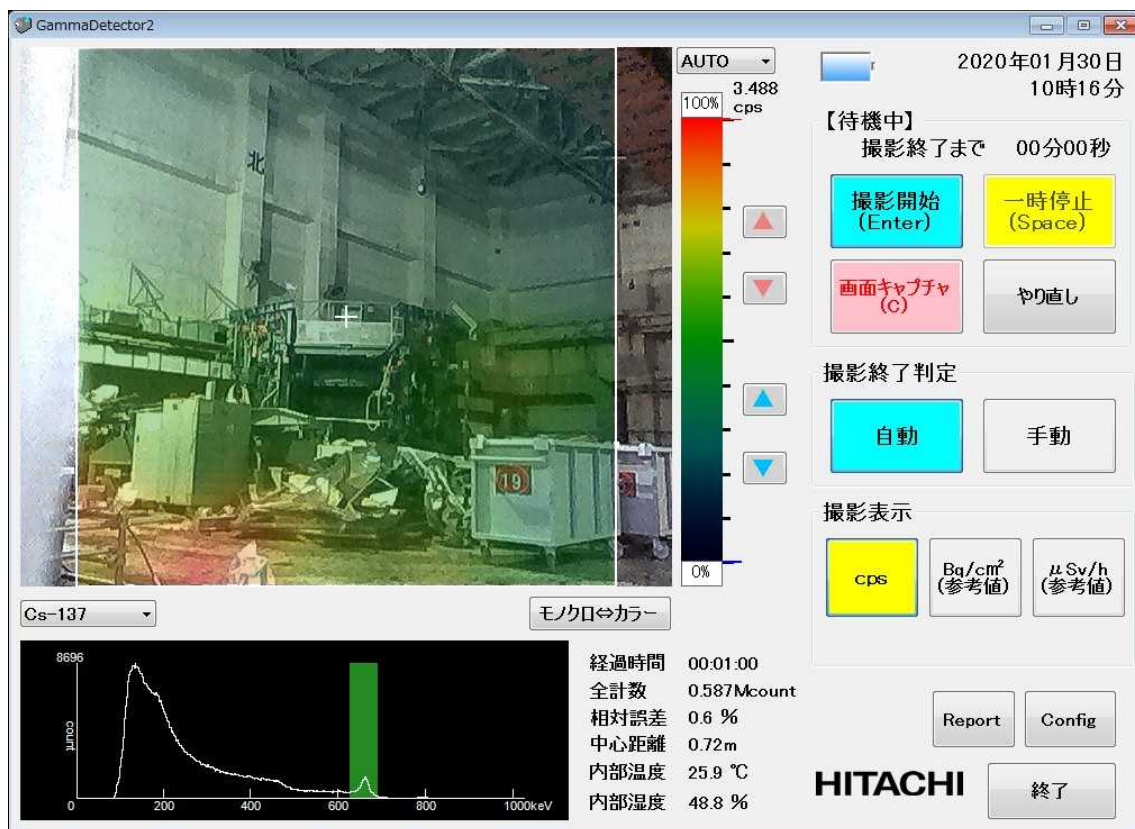 GammaDetector2
AUTO
3.488
cps
100%
0%
北
19
2020年01月30日
10時16分
【待機中】
撮影終了まで 00分00秒
撮影開始
(Enter)
一時停止
(Space)
画面キャプチャ
(C)
やり直し
撮影終了判定
自動
手動
撮影表示
cps
Bq/cm²
(参考値)
μSv/h
(参考値)
Cs-137
モノクロ⇔カラー
8696
count
0 200 400 600 800 1000keV
経過時間 00:01:00
全計数 0.587Mcount
相対誤差 0.6 %
中心距離 0.72m
内部温度 25.9 ℃
内部湿度 48.8 %
Report
Config
HITACHI
終了